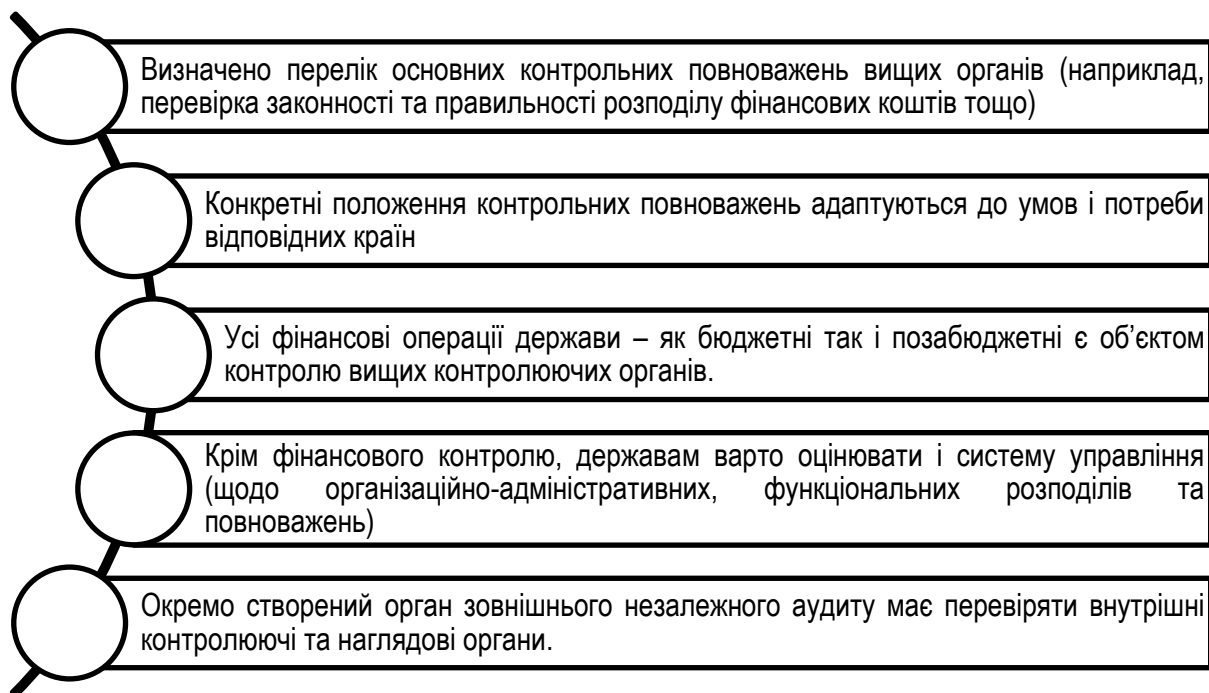 Визначено перелік основних контрольних повноважень вищих органів (наприклад,
перевірка законності та правильності розподілу фінансових коштів тощо)
Конкретні положення контрольних повноважень адаптуються до умов і потреби
відповідних країн
Усі фінансові операції держави – як бюджетні так і позабюджетні є об’єктом
контролю вищих контролюючих органів.
Крім фінансового контролю, державам варто оцінювати і систему управління
(щодо організаційно-адміністративних, функціональних розподілів та
повноважень)
Окремо створений орган зовнішнього незалежного аудиту має перевіряти внутрішні
контролюючі та наглядові органи.